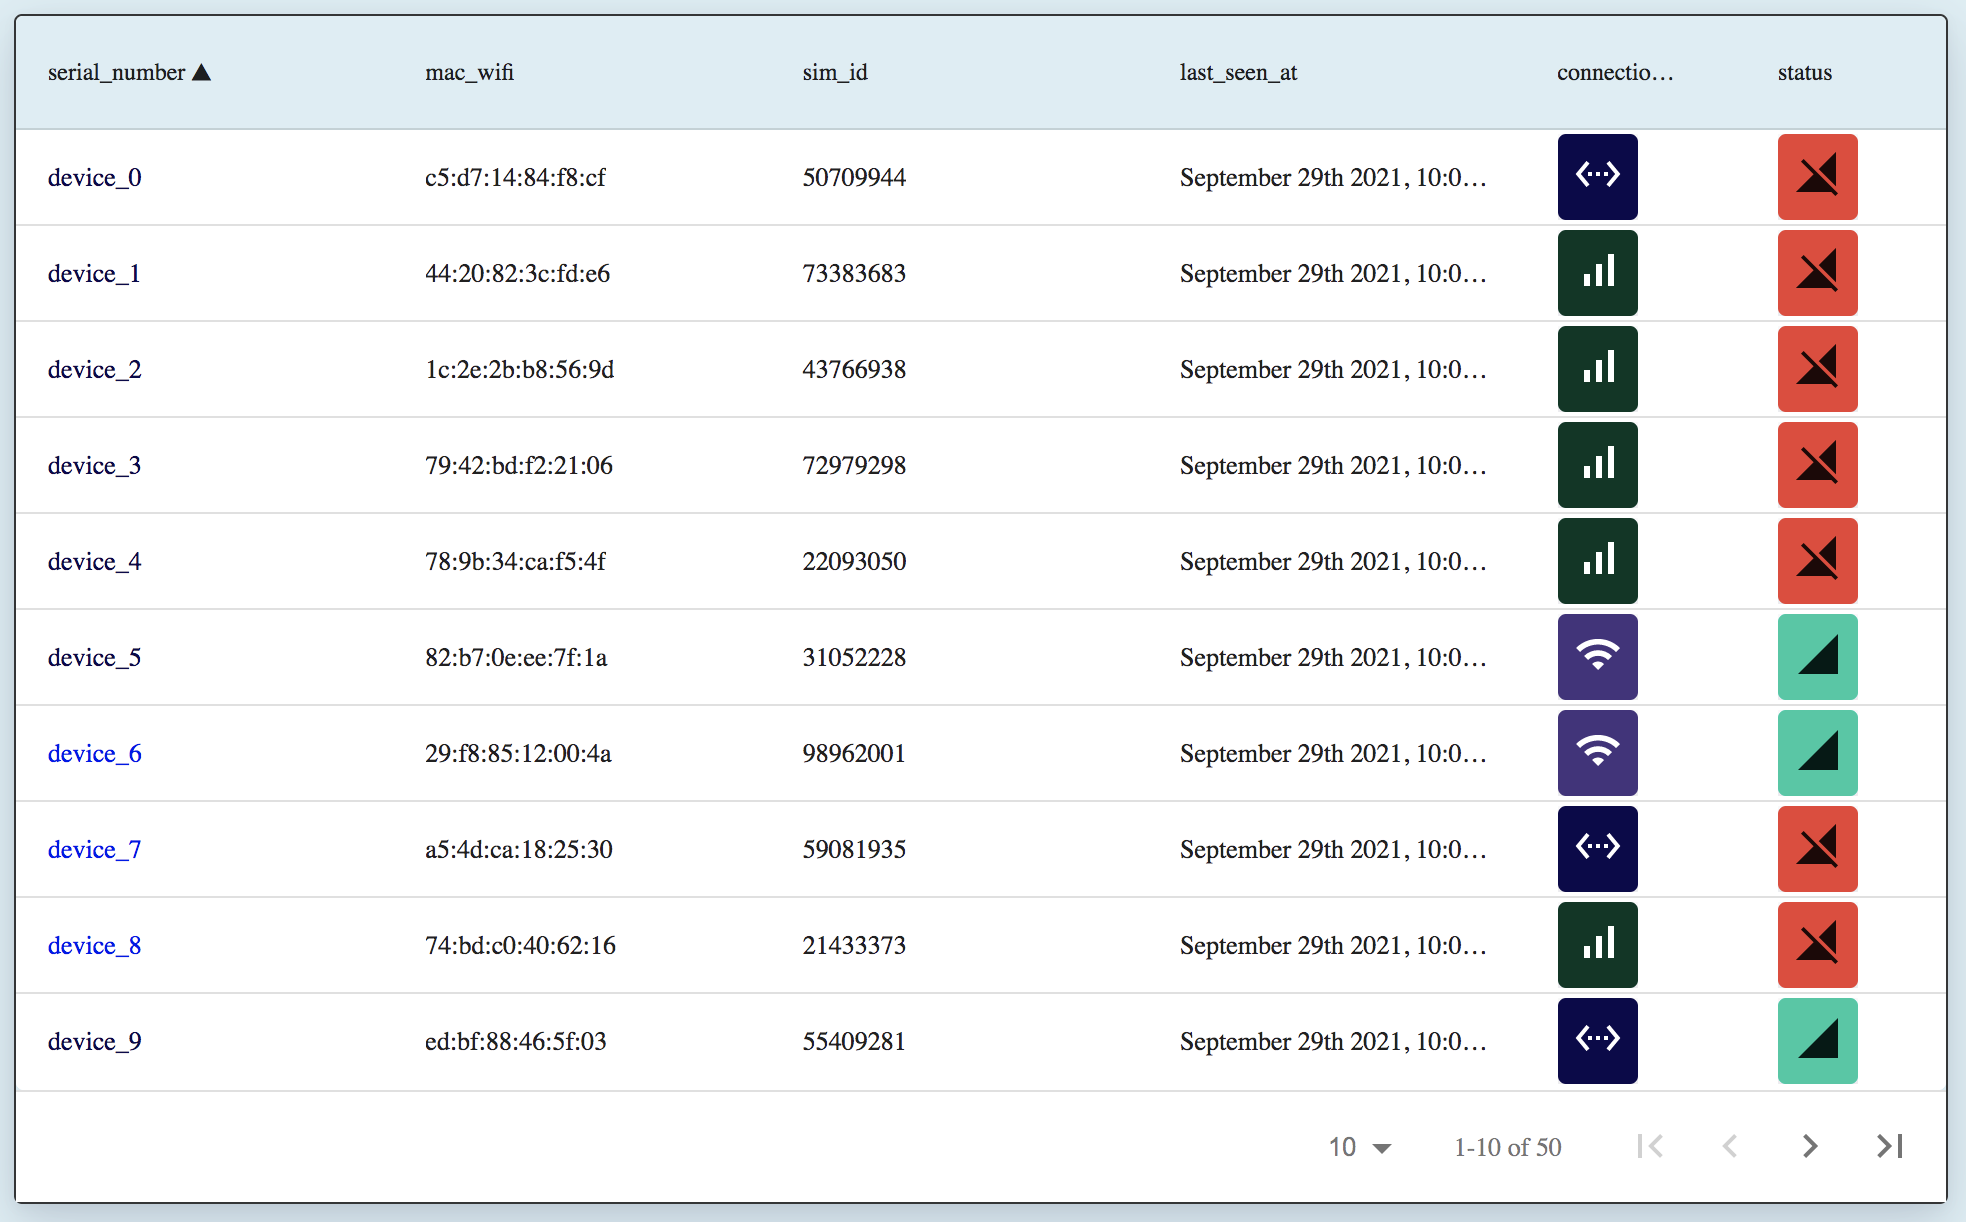 serial_number ▲ mac_wifi sim_id last_seen_at connectio… status
device_0 c5:d7:14:84:f8:cf 50709944 September 29th 2021, 10:0…
device_1 44:20:82:3c:fd:e6 73383683 September 29th 2021, 10:0…
device_2 1c:2e:2b:b8:56:9d 43766938 September 29th 2021, 10:0…
device_3 79:42:bd:f2:21:06 72979298 September 29th 2021, 10:0…
device_4 78:9b:34:ca:f5:4f 22093050 September 29th 2021, 10:0…
device_5 82:b7:0e:ee:7f:1a 31052228 September 29th 2021, 10:0…
device_6 29:f8:85:12:00:4a 98962001 September 29th 2021, 10:0…
device_7 a5:4d:ca:18:25:30 59081935 September 29th 2021, 10:0…
device_8 74:bd:c0:40:62:16 21433373 September 29th 2021, 10:0…
device_9 ed:bf:88:46:5f:03 55409281 September 29th 2021, 10:0…
10 1-10 of 50